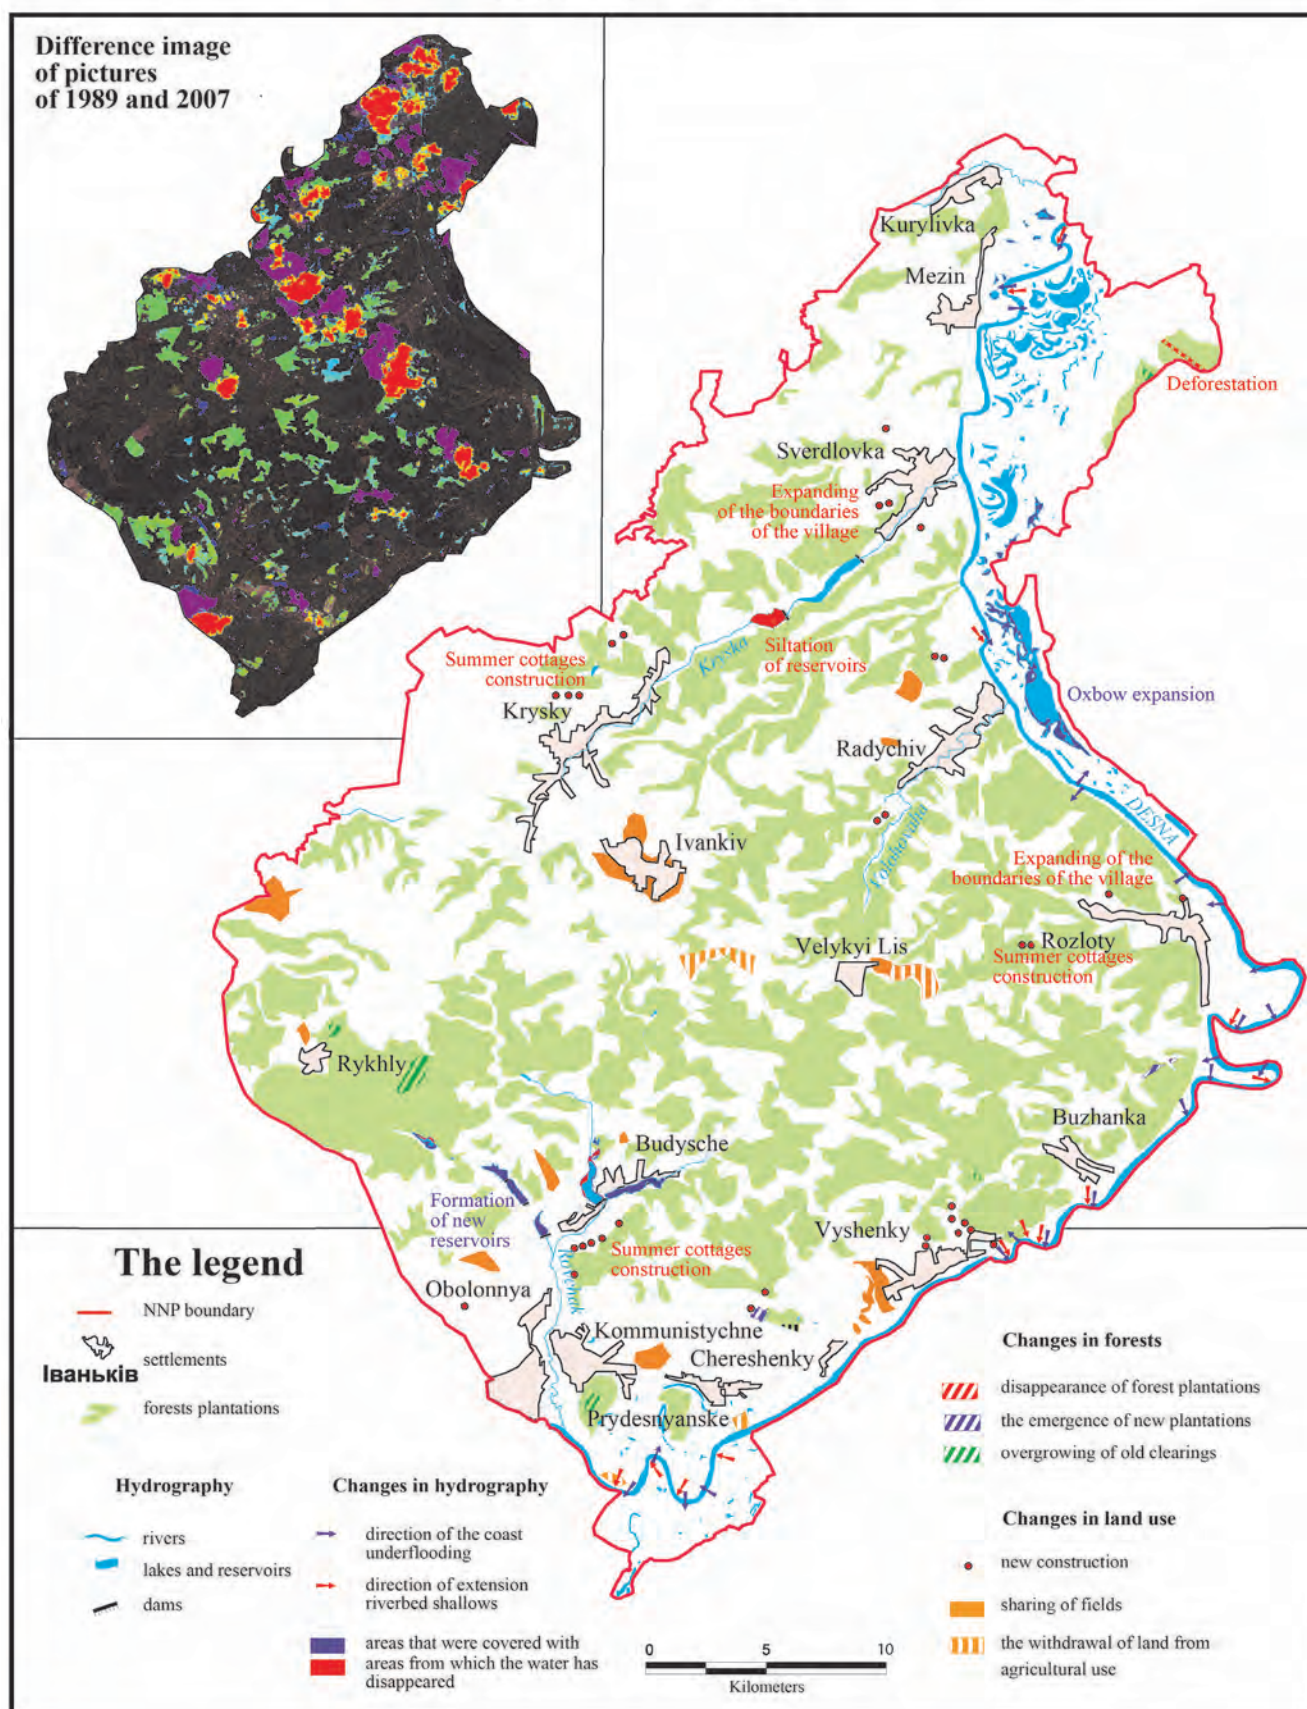 Difference image
of pictures
of 1989 and 2007
Kurylivka
Mezin
Deforestation
Sverdlovka
Expanding
of the boundaries
of the village
Siltation
of reservoirs
Kryska
Summer cottages
construction
Krysky
Oxbow expansion
Radychiv
DESNA
Ivankiv
Expanding of the
boundaries of the village
Velykyi Lis
Rozloty
Summer cottages
construction
Rykhly
Buzhanka
Budysche
Formation
of new
reservoirs
Vyshenky
Summer cottages
construction
Obolonnya
Kommunistychne
Chereshenky
Prydesnyanske
The legend
NNP boundary
settlements
Іваньків
forests plantations
Hydrography
rivers
lakes and reservoirs
dams
Changes in hydrography
direction of the coast
underflooding
direction of extension
riverbed shallows
areas that were covered with
areas from which the water has
disappeared
0 5 10
Kilometers
Changes in forests
disappearance of forest plantations
the emergence of new plantations
overgrowing of old clearings
Changes in land use
new construction
sharing of fields
the withdrawal of land from
agricultural use